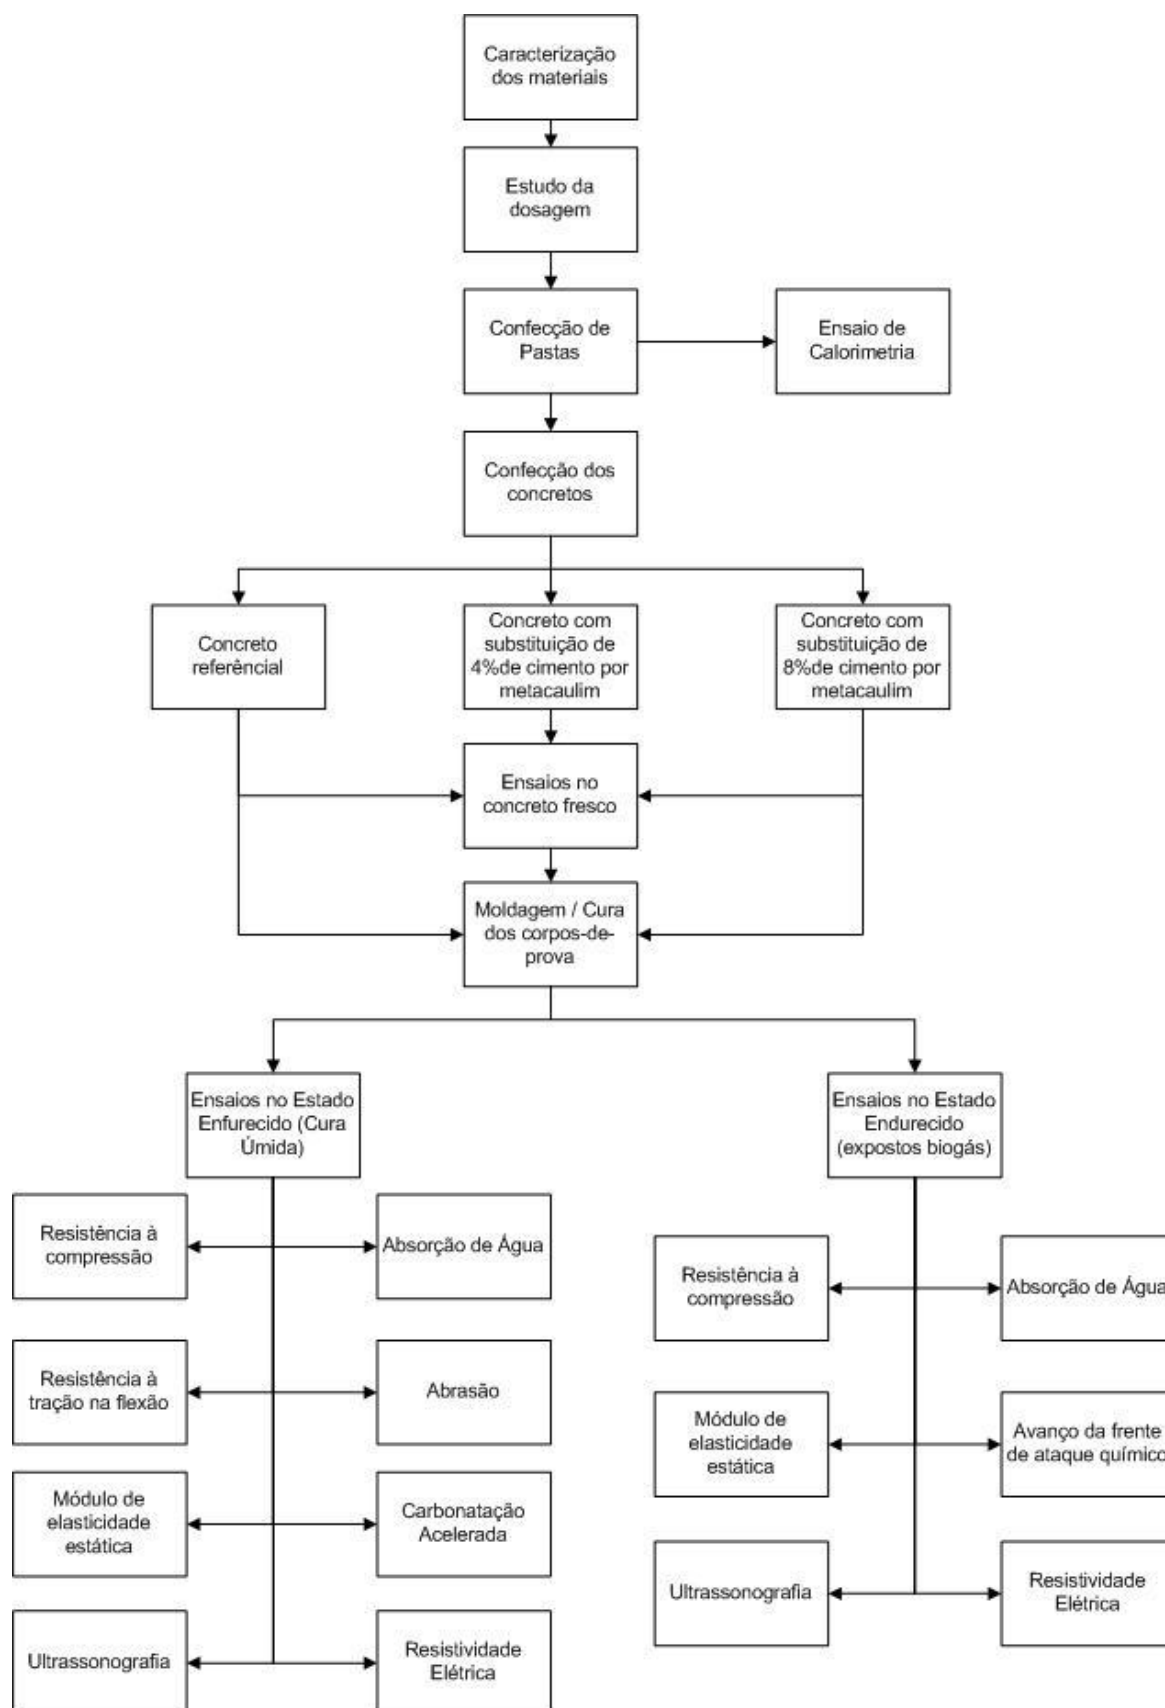 Caracterização
dos materiais
Estudo da
dosagem
Confecção de
Pastas
Ensaio de
Calorimetria
Confecção dos
concretos
Concreto
referêncial
Concreto com
substituição de
4%de cimento por
metacaulim
Concreto com
substituição de
8%de cimento por
metacaulim
Ensaios no
concreto fresco
Moldagem / Cura
dos corpos-de-
prova
Ensaios no Estado
Enfurecido (Cura
Úmida)
Ensaios no Estado
Endurecido
(expostos biogás)
Resistência à
compressão
Absorção de Água
Resistência à
tração na flexão
Abrasão
Módulo de
elasticidade
estática
Carbonatação
Acelerada
Ultrassonografia
Resistividade
Elétrica
Resistência à
compressão
Absorção de Água
Módulo de
elasticidade
estática
Avanço da frente
de ataque químico
Ultrassonografia
Resistividade
Elétrica